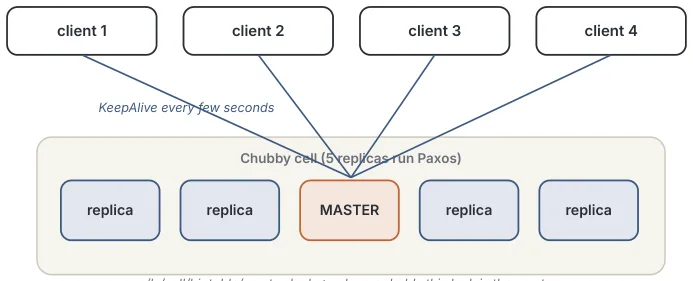 client 1
client 2
client 3
client 4
KeepAlive every few seconds
Chubby cell (5 replicas run Paxos)
replica
replica
MASTER
replica
replica